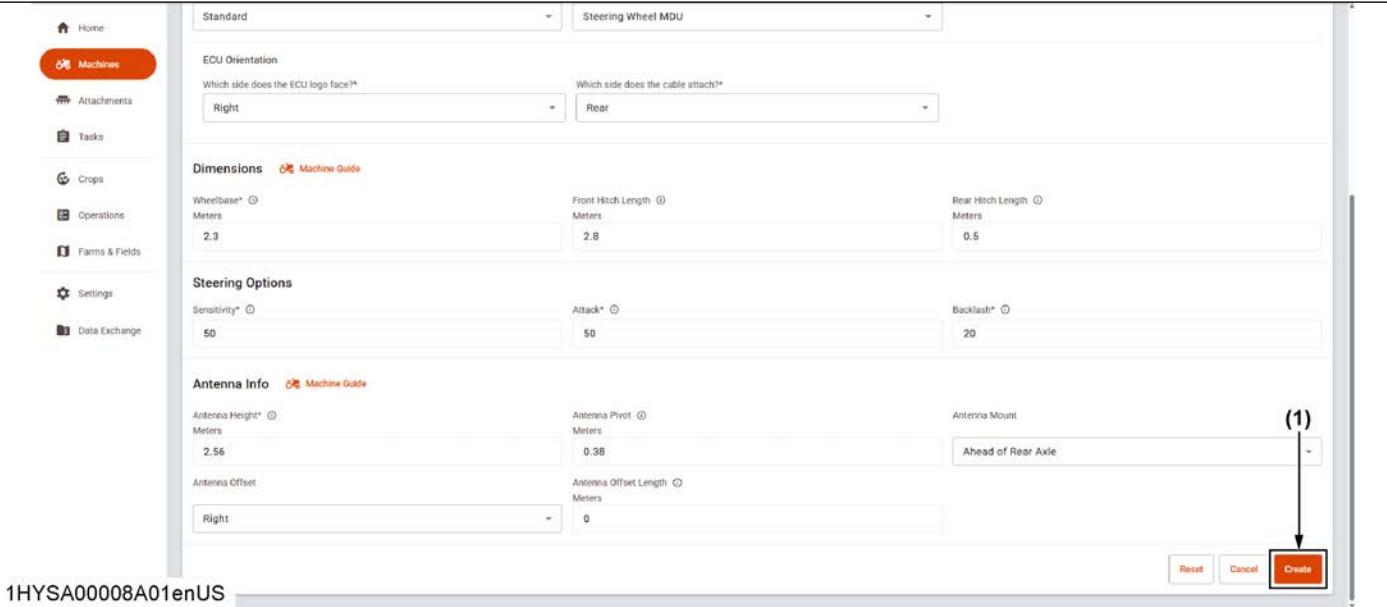 Home
Machines
Attachments
Tasks
Crops
Operations
Farms & Fields
Settings
Data Exchange
Standard
Steering Wheel MDU
ECU Orientation
Which side does the ECU logo face?*
Which side does the cable attach?*
Right
Rear
Dimensions Machine Guide
Wheelbase* Front Hitch Length Rear Hitch Length
Meters Meters Meters
2.3 2.8 0.5
Steering Options
Sensitivity* Attack* Backlash*
50 50 20
Antenna Info Machine Guide
Antenna Height* Antenna Pivot Antenna Mount
Meters Meters
2.56 0.38 Ahead of Rear Axle
(1)
Antenna Offset Antenna Offset Length
Meters
Right 0
Reset Cancel Create
1HYSA00008A01enUS